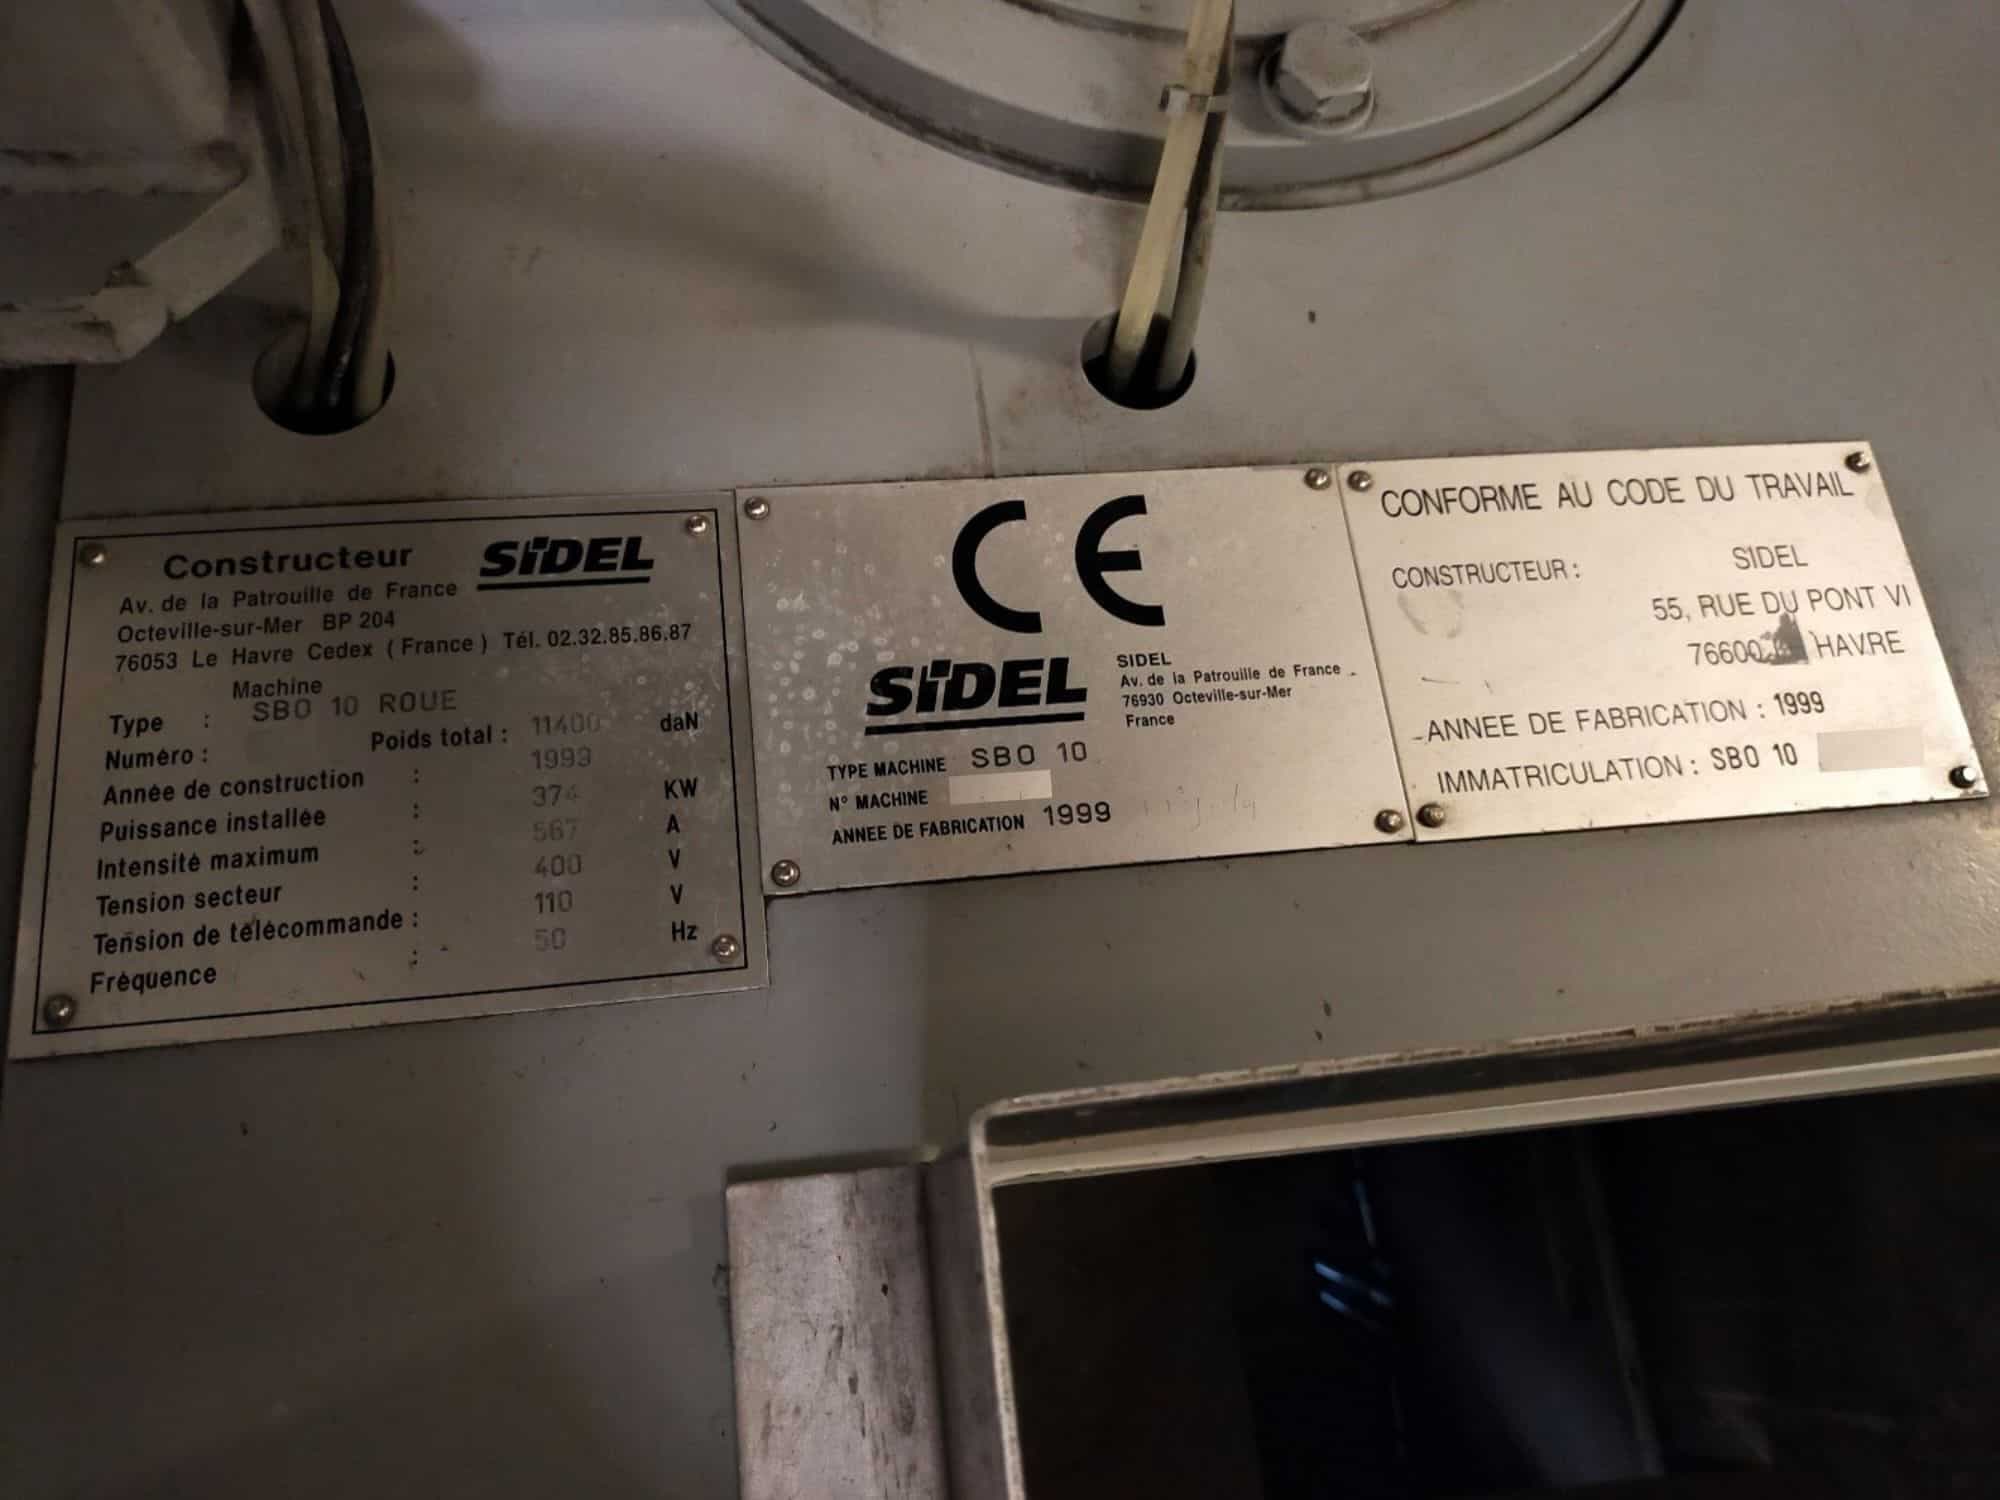 Constructeur SIDEL
Av. de la Patrouille de France
Octeville-sur-Mer BP 204
76053 Le Havre Cedex (France) Tél. 02.32.85.86.87
Machine
Type : SBO 10 ROUE
Numéro : Poids total : 11400 daN
Année de construction : 1999
Puissance installée : 374 KW
Intensité maximum : 567 A
Tension secteur : 400 V
Tension de télécommande : 110 V
Fréquence : 50 Hz
CE
SIDEL
SIDEL
Av. de la Patrouille de France
76930 Octeville-sur-Mer
France
TYPE MACHINE SBO 10
N° MACHINE
ANNEE DE FABRICATION 1999
CONFORME AU CODE DU TRAVAIL
CONSTRUCTEUR : SIDEL
55, RUE DU PONT VI
76600 HAVRE
ANNEE DE FABRICATION : 1999
IMMATRICULATION : SBO 10